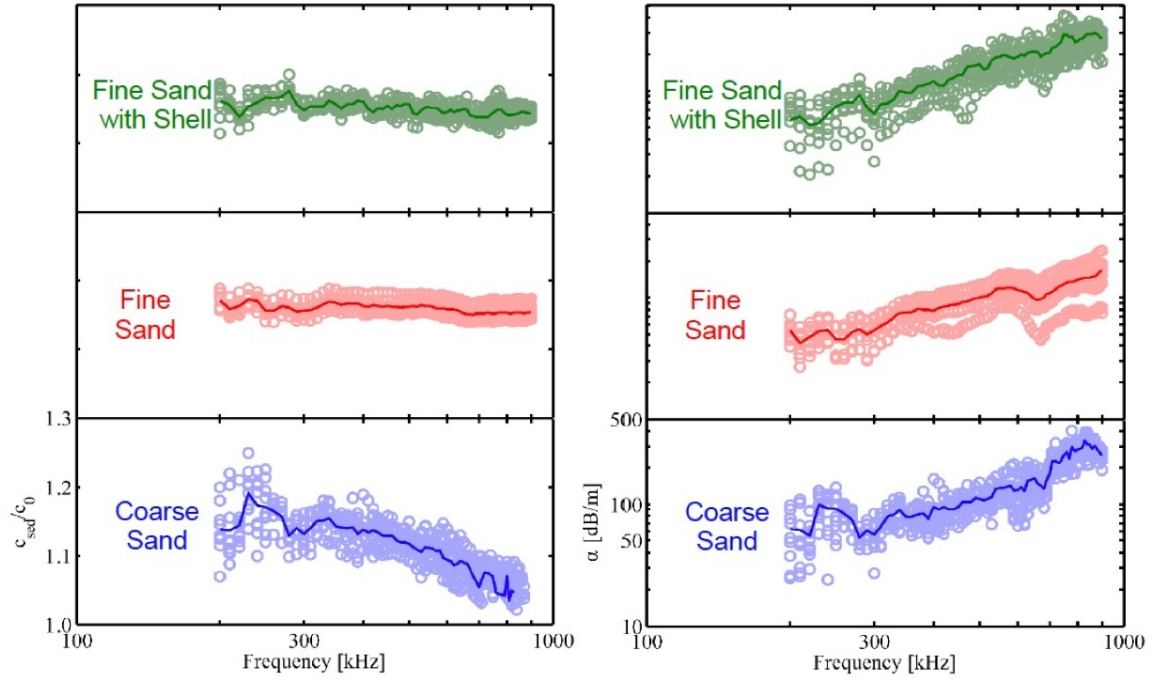 Fine Sand
with Shell
Fine
Sand
1.3
1.2
1.1
1.0
c_sed/c_0
Coarse
Sand
100
300
1000
Frequency [kHz]
Fine Sand
with Shell
Fine
Sand
500
100
50
10
α [dB/m]
Coarse
Sand
100
300
1000
Frequency [kHz]